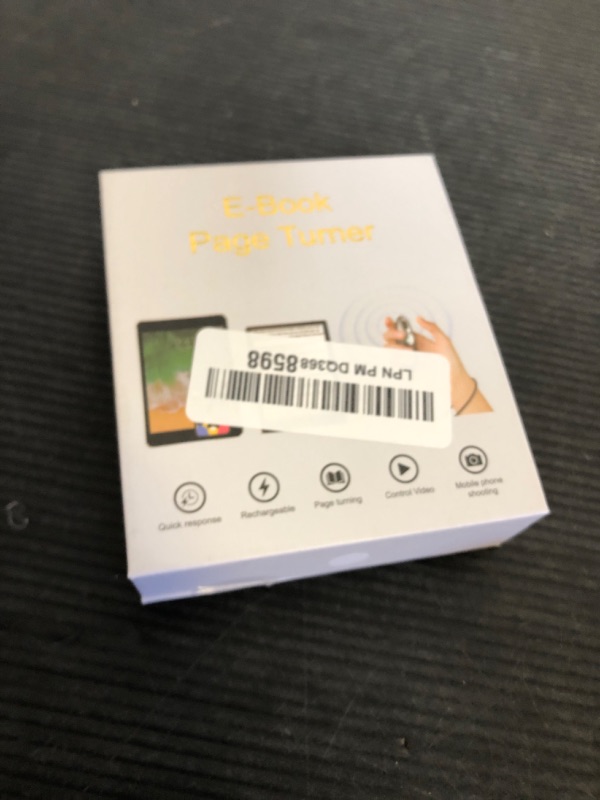 E-Book
Page Turner
LPN PM DQ3688598
Quick response
Rechargeable
Page turning
Control Video
Mobile phone
shooting